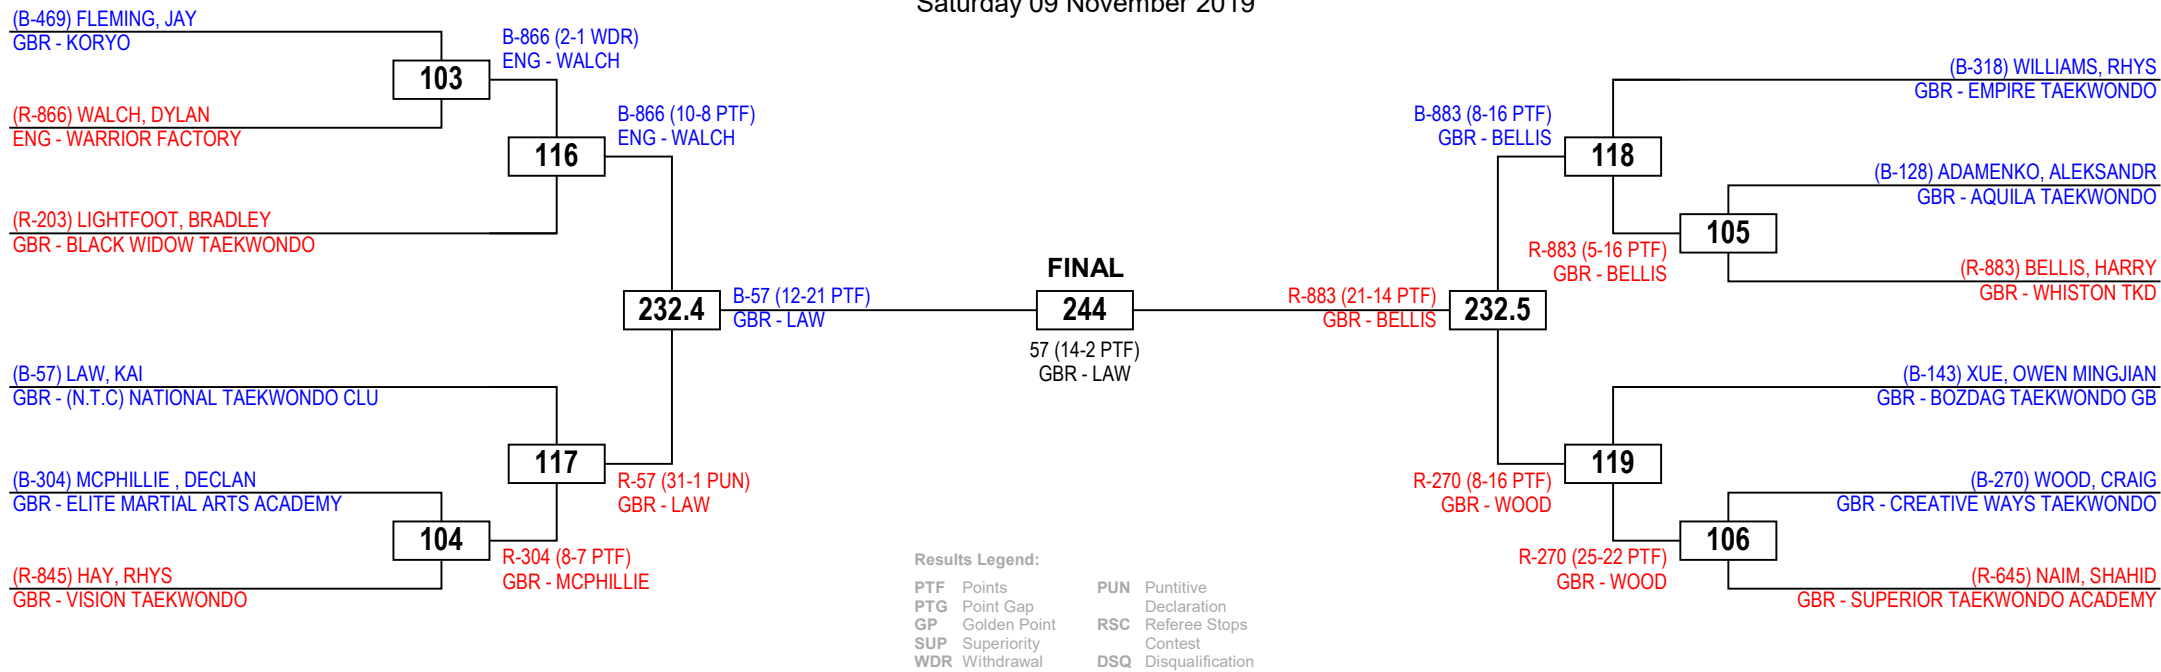 Saturday 09 November 2019
(B-469) FLEMING, JAY
GBR - KORYO
103
B-866 (2-1 WDR)
ENG - WALCH
(R-866) WALCH, DYLAN
ENG - WARRIOR FACTORY
116
B-866 (10-8 PTF)
ENG - WALCH
(R-203) LIGHTFOOT, BRADLEY
GBR - BLACK WIDOW TAEKWONDO
232.4
B-57 (12-21 PTF)
GBR - LAW
(B-57) LAW, KAI
GBR - (N.T.C) NATIONAL TAEKWONDO CLU
117
R-57 (31-1 PUN)
GBR - LAW
(B-304) MCPHILLIE , DECLAN
GBR - ELITE MARTIAL ARTS ACADEMY
104
R-304 (8-7 PTF)
GBR - MCPHILLIE
(R-845) HAY, RHYS
GBR - VISION TAEKWONDO
FINAL
244
57 (14-2 PTF)
GBR - LAW
(B-318) WILLIAMS, RHYS
GBR - EMPIRE TAEKWONDO
B-883 (8-16 PTF)
GBR - BELLIS
118
(B-128) ADAMENKO, ALEKSANDR
GBR - AQUILA TAEKWONDO
105
R-883 (5-16 PTF)
GBR - BELLIS
(R-883) BELLIS, HARRY
GBR - WHISTON TKD
R-883 (21-14 PTF)
GBR - BELLIS
232.5
(B-143) XUE, OWEN MINGJIAN
GBR - BOZDAG TAEKWONDO GB
119
R-270 (8-16 PTF)
GBR - WOOD
(B-270) WOOD, CRAIG
GBR - CREATIVE WAYS TAEKWONDO
106
R-270 (25-22 PTF)
GBR - WOOD
(R-645) NAIM, SHAHID
GBR - SUPERIOR TAEKWONDO ACADEMY
Results Legend:
PTF Points
PTG Point Gap
GP Golden Point
SUP Superiority
WDR Withdrawal
PUN Puntitive
Declaration
RSC Referee Stops
Contest
DSQ Disqualification